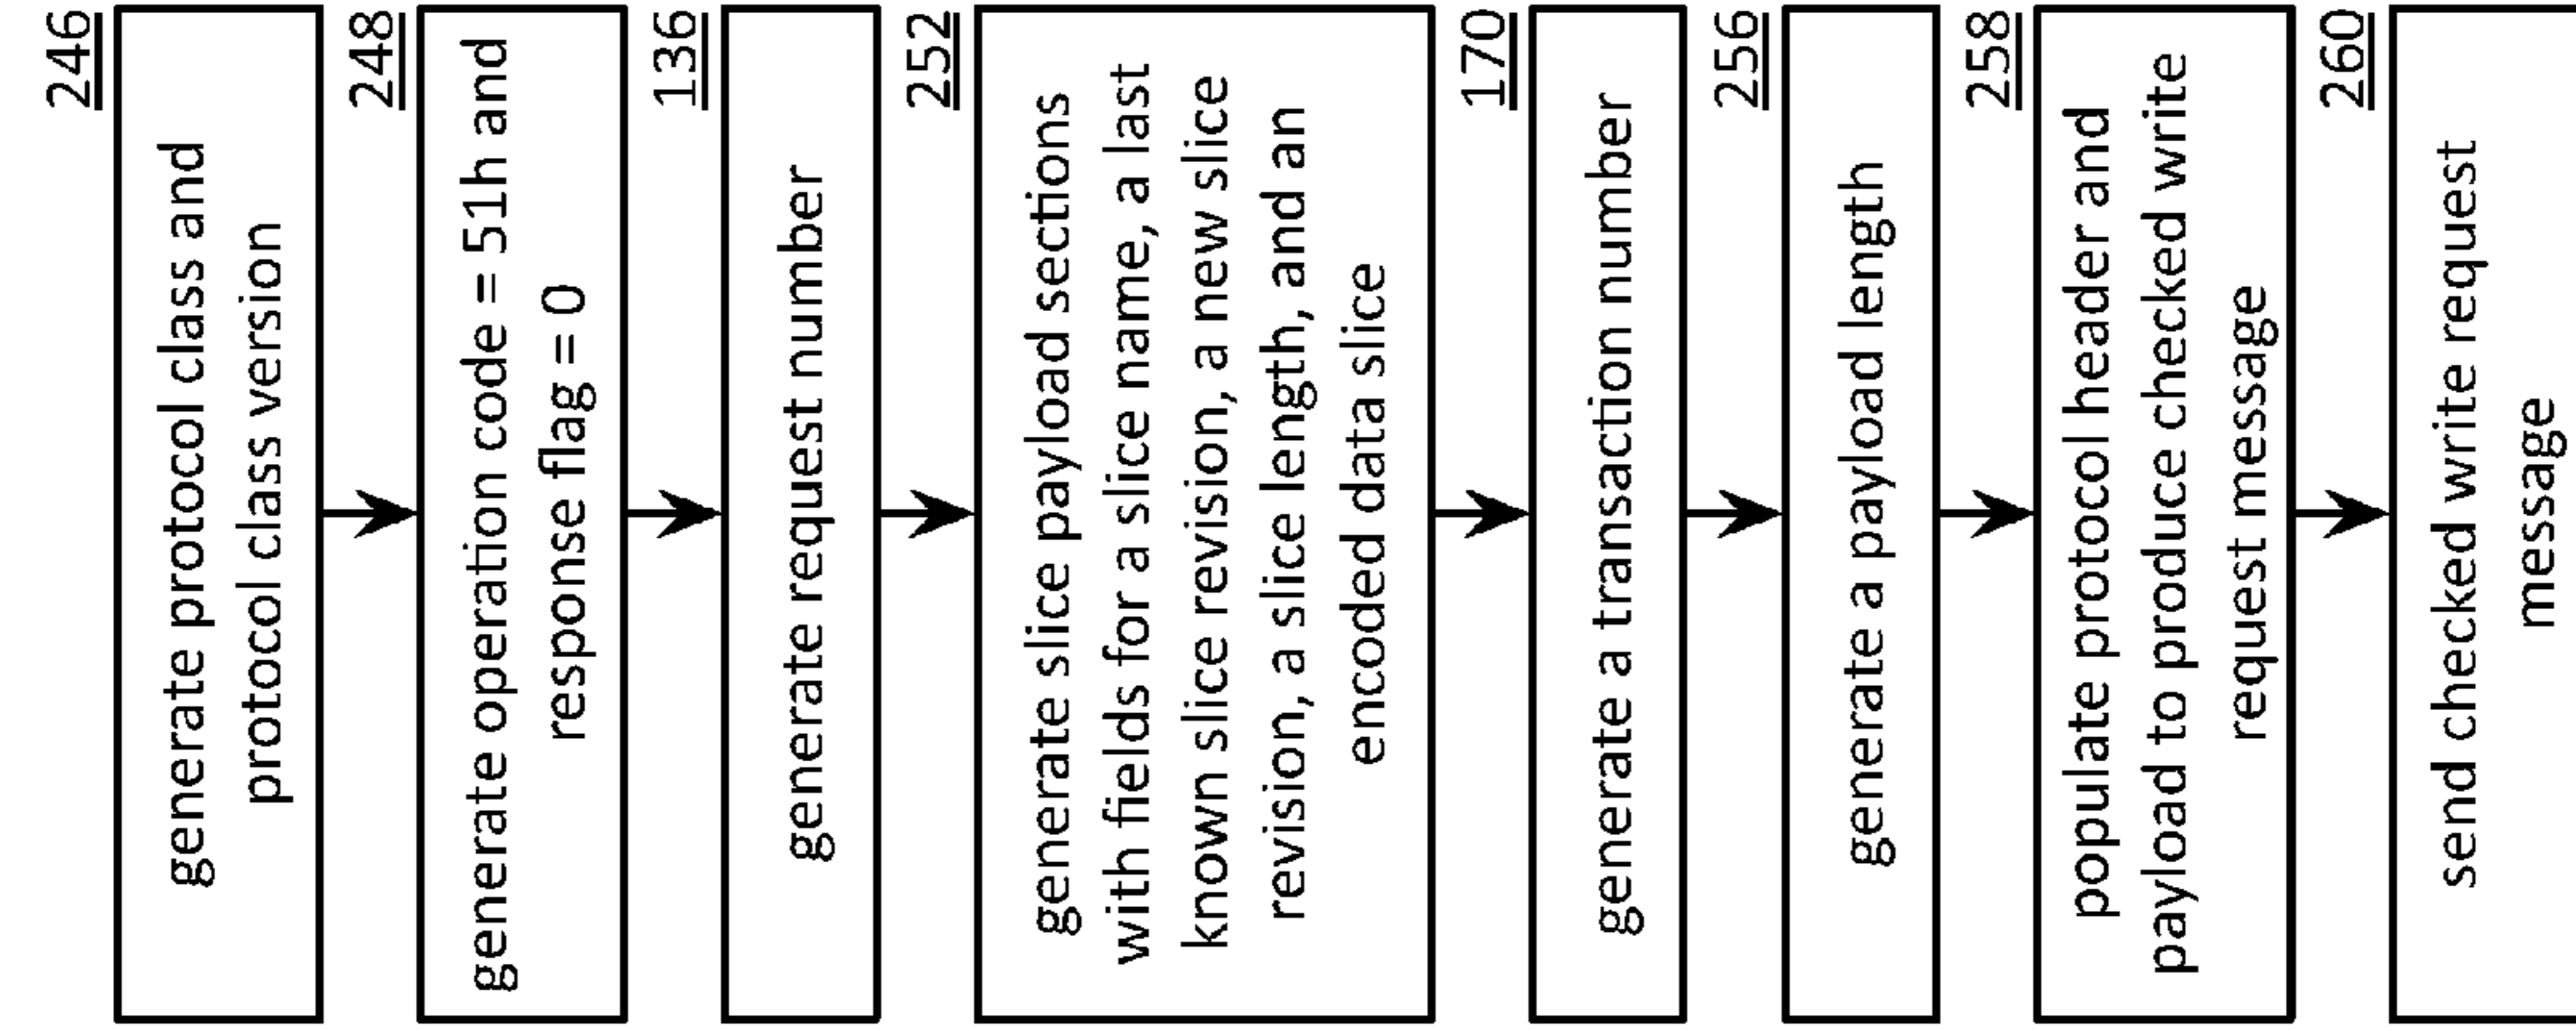 246
generate protocol class and
protocol class version
248
generate operation code = 51h and
response flag = 0
136
generate request number
252
generate slice payload sections
with fields for a slice name, a last
known slice revision, a new slice
revision, a slice length, and an
encoded data slice
170
generate a transaction number
256
generate a payload length
258
populate protocol header and
payload to produce checked write
request message
260
send checked write request
message